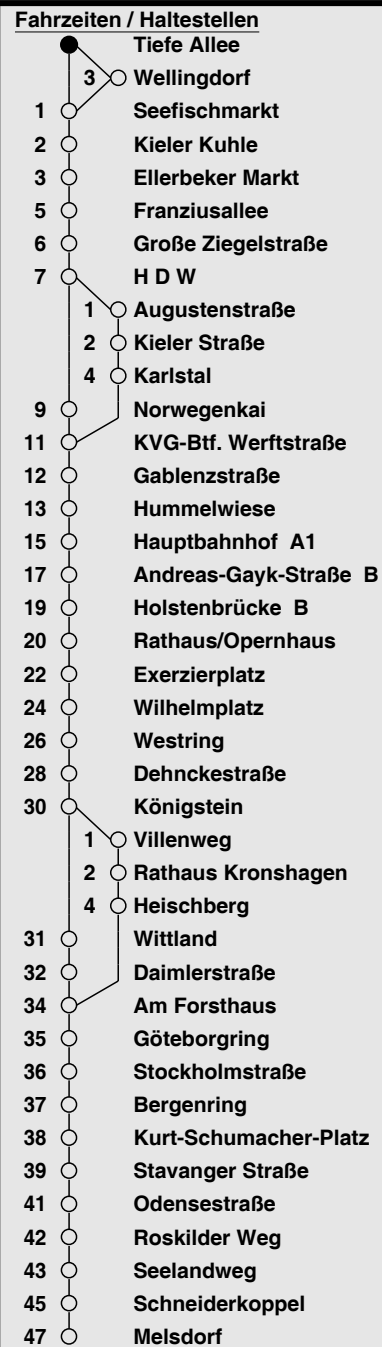 Fahrzeiten / Haltestellen
Tiefe Allee
3 Wellingdorf
1 Seefischmarkt
2 Kieler Kuhle
3 Ellerbeker Markt
5 Franziusallee
6 Große Ziegelstraße
7 H D W
1 Augustenstraße
2 Kieler Straße
4 Karlstal
9 Norwegenkai
11 KVG-Btf. Werftstraße
12 Gablenzstraße
13 Hummelwiese
15 Hauptbahnhof A1
17 Andreas-Gayk-Straße B
19 Holstenbrücke B
20 Rathaus/Opernhaus
22 Exerzierplatz
24 Wilhelmplatz
26 Westring
28 Dehnckestraße
30 Königstein
1 Villenweg
2 Rathaus Kronshagen
4 Heischberg
31 Wittland
32 Daimlerstraße
34 Am Forsthaus
35 Göteborgring
36 Stockholmstraße
37 Bergenring
38 Kurt-Schumacher-Platz
39 Stavanger Straße
41 Odensestraße
42 Roskilder Weg
43 Seelandweg
45 Schneiderkoppel
47 Melsdorf